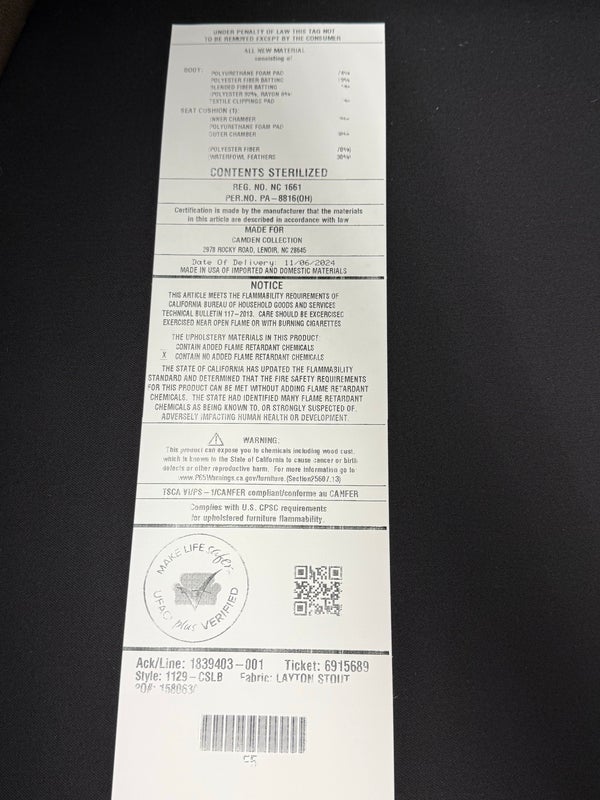 UNDER PENALTY OF LAW THIS TAG NOT
TO BE REMOVED EXCEPT BY THE CONSUMER
ALL NEW MATERIAL
consisting of
BODY:
POLYURETHANE FOAM PAD
POLYESTER FIBER BATTING
BLENDED FIBER BATTING
TEXTILE CLIPPINGS PAD
SEAT CUSHION (1):
INNER CHAMBER
POLYURETHANE FOAM PAD
OUTER CHAMBER
POLYESTER FIBER
WATERFOWL FEATHERS
CONTENTS STERILIZED
REG. NO. NC 1661
PER.NO. PA-8816(OH)
Certification is made by the manufacturer that the materials
in this article are described in accordance with law
MADE FOR
CAMDEN COLLECTION
2978 ROCKY ROAD, LENOIR, NC 28645
Date Of Delivery: 11/06/2024
MADE IN USA OF IMPORTED AND DOMESTIC MATERIALS
NOTICE
THIS ARTICLE MEETS THE FLAMMABILITY REQUIREMENTS OF
CALIFORNIA BUREAU OF HOUSEHOLD GOODS AND SERVICES
TECHNICAL BULLETIN 117-2013. CARE SHOULD BE EXCERCISEC
EXERCISED NEAR OPEN FLAME OR WITH BURNING CIGARETTES
THE UPHOLSTERY MATERIALS IN THIS PRODUCT
CONTAIN ADDED FLAME RETARDANT CHEMICALS
X CONTAIN NO ADDED FLAME RETARDANT CHEMICALS
THE STATE OF CALIFORNIA HAS UPDATED THE FLAMMABILITY
STANDARD AND DETERMINED THAT THE FIRE SAFETY REQUIREMENTS
FOR THIS PRODUCT CAN BE MET WITHOUT ADDING FLAME RETARDANT
CHEMICALS. THE STATE HAD IDENTIFIED MANY FLAME RETARDANT
CHEMICALS AS BEING KNOWN TO, OR STRONGLY SUSPECTED OF,
ADVERSELY IMPACTING HUMAN HEALTH OR DEVELOPMENT.
WARNING:
This product can expose you to chemicals including wood dust,
which is known to the State of California to cause cancer or birth
defects or other reproductive harm. For more information go to
www.P65Warnings.ca.gov/furniture.(Section25607.13)
TSCA VI/PS-1/CANFER compliant/conforme au CANFER
Complies with U.S. CPSC requirements
for upholstered furniture flammability.
MAKE LIFE safer
UFAC plus VERIFIED
Ack/Line: 1839403-001 Ticket: 6915689
Style: 1129-CSLB Fabric: LAYTON STOUT